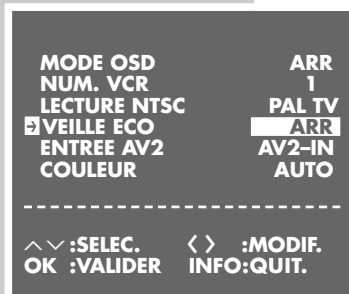 MODE OSD ARR
NUM. VCR 1
LECTURE NTSC PAL TV
VEILLE ECO ARR
ENTREE AV2 AV2–IN
COULEUR AUTO
:SELEC. :MODIF.
OK :VALIDER INFO:QUIT.